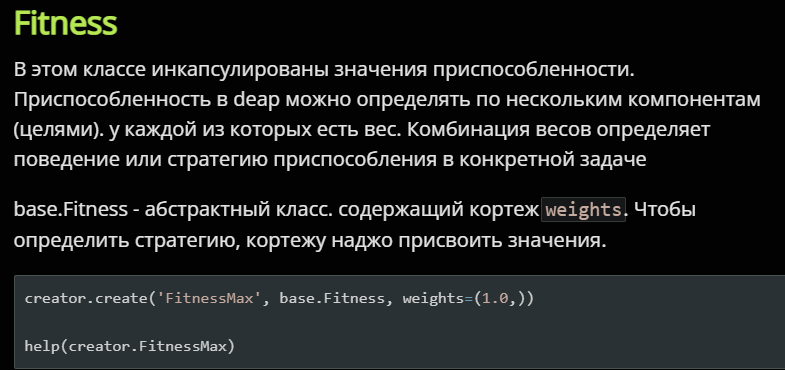 Fitness
В этом классе инкапсулированы значения приспособленности.
Приспособленность в deap можно определять по нескольким компонентам
(целями). у каждой из которых есть вес. Комбинация весов определяет
поведение или стратегию приспособления в конкретной задаче
base.Fitness - абстрактный класс. содержащий кортеж weights. Чтобы
определить стратегию, кортежу наджо присвоить значения.
creator.create('FitnessMax', base.Fitness, weights=(1.0,))
help(creator.FitnessMax)